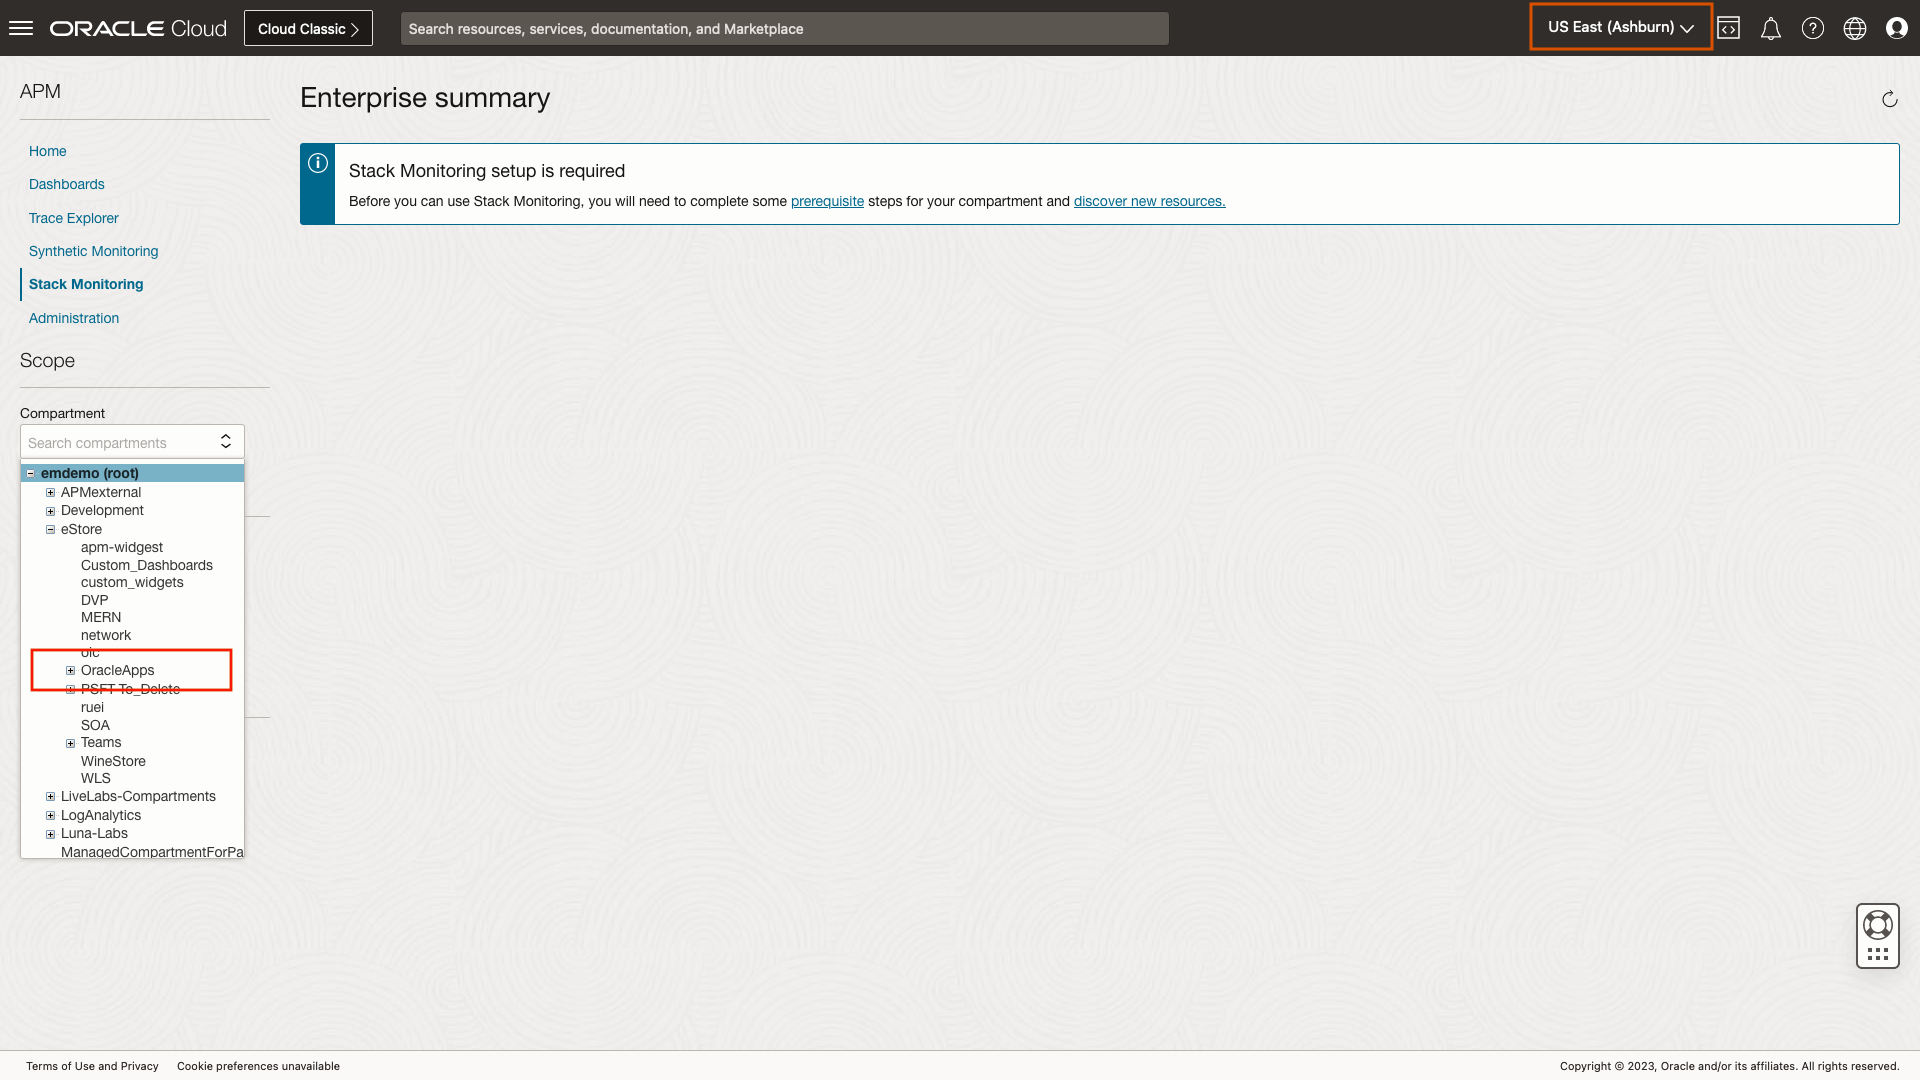 ORACLE Cloud
Cloud Classic
Search resources, services, documentation, and Marketplace
US East (Ashburn)
APM
Home
Dashboards
Trace Explorer
Synthetic Monitoring
Stack Monitoring
Administration
Scope
Compartment
Search compartments
emdemo (root)
APMexternal
Development
eStore
apm-widgest
Custom_Dashboards
custom_widgets
DVP
MERN
network
oic
OracleApps
PSFT-To_Delete
ruei
SOA
Teams
WineStore
WLS
LiveLabs-Compartments
LogAnalytics
Luna-Labs
ManagedCompartmentForPa
Enterprise summary
Stack Monitoring setup is required
Before you can use Stack Monitoring, you will need to complete some prerequisite steps for your compartment and discover new resources.
Terms of Use and Privacy
Cookie preferences unavailable
Copyright © 2023, Oracle and/or its affiliates. All rights reserved.